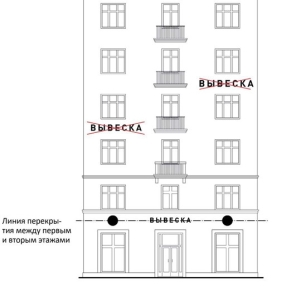 ВЫВЕСКА
ВЫВЕСКА
Линия перекры-
тия между первым
и вторым этажами
ВЫВЕСКА